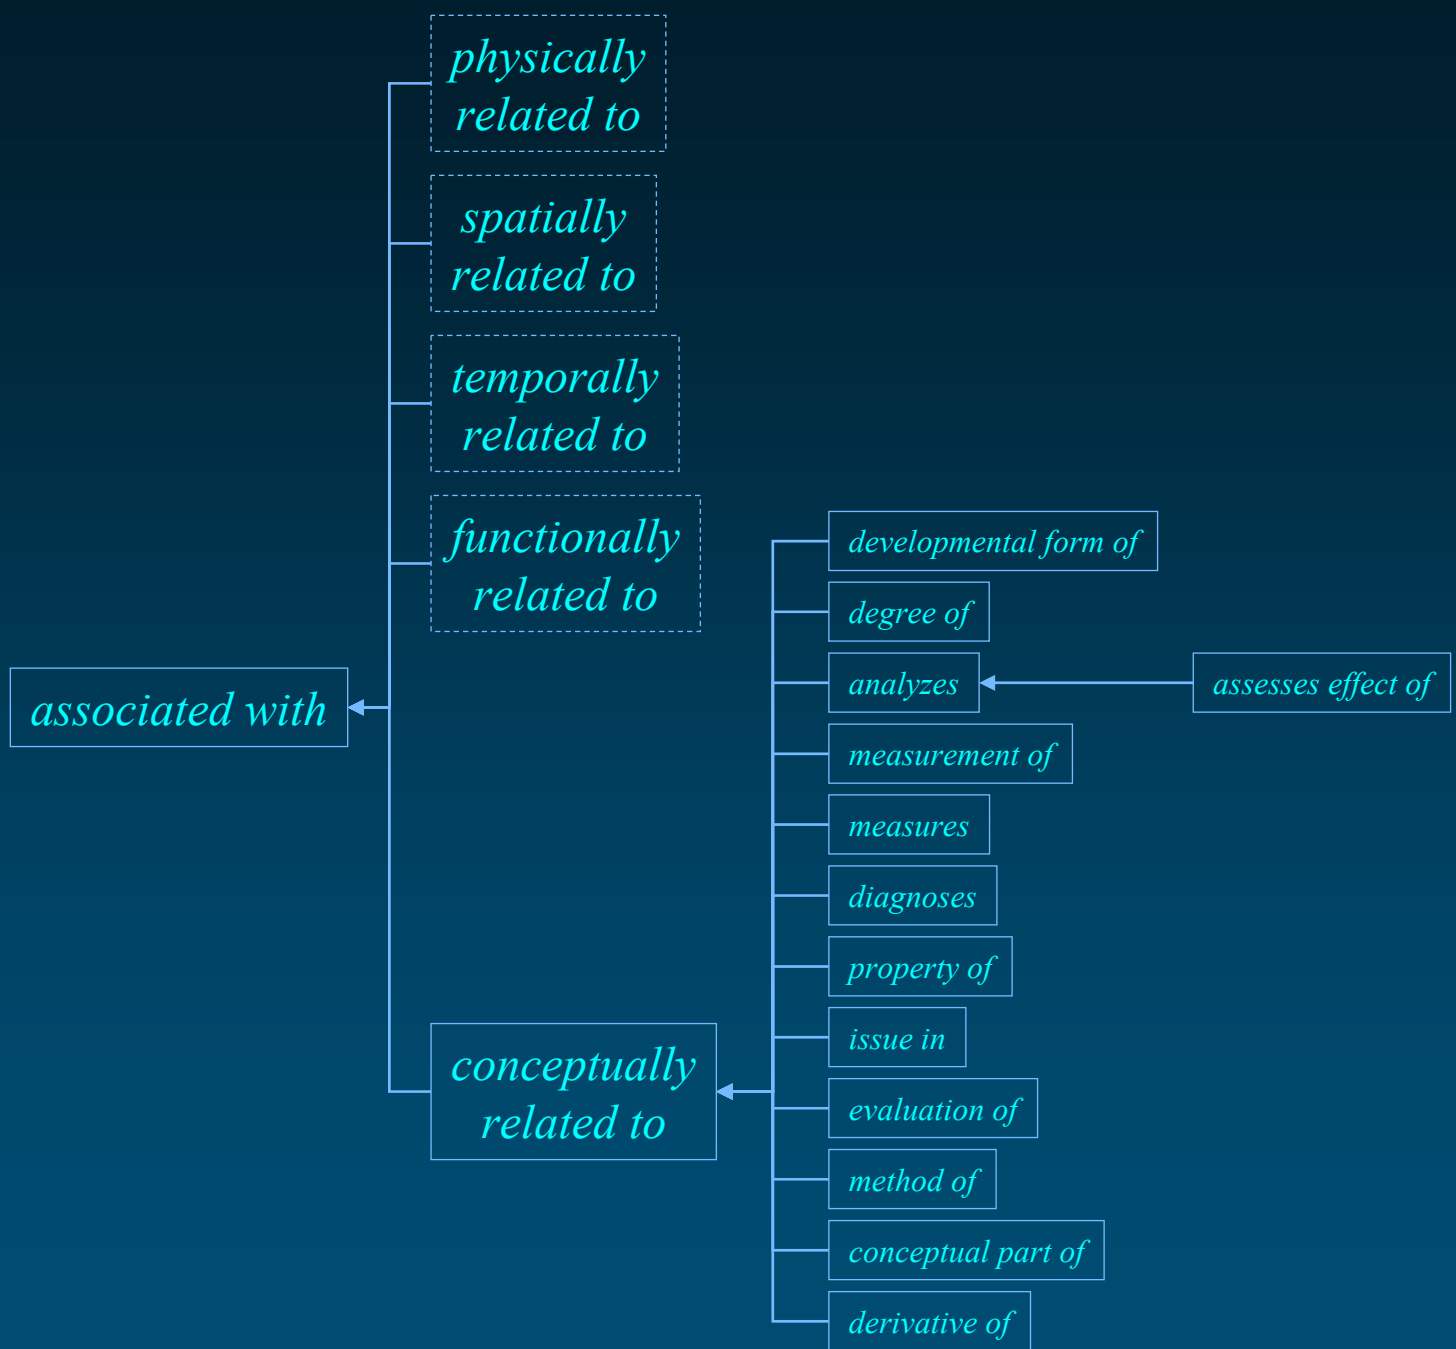 physically
related to
spatially
related to
temporally
related to
functionally
related to
associated with
conceptually
related to
developmental form of
degree of
analyzes
assesses effect of
measurement of
measures
diagnoses
property of
issue in
evaluation of
method of
conceptual part of
derivative of